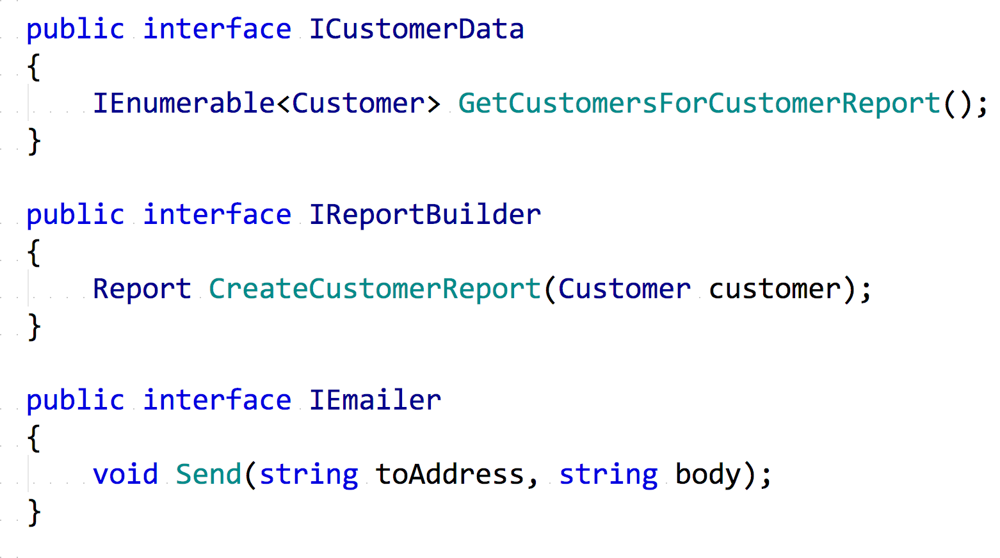 public interface ICustomerData
{
    IEnumerable<Customer> GetCustomersForCustomerReport();
}

public interface IReportBuilder
{
    Report CreateCustomerReport(Customer customer);
}

public interface IEmailer
{
    void Send(string toAddress, string body);
}